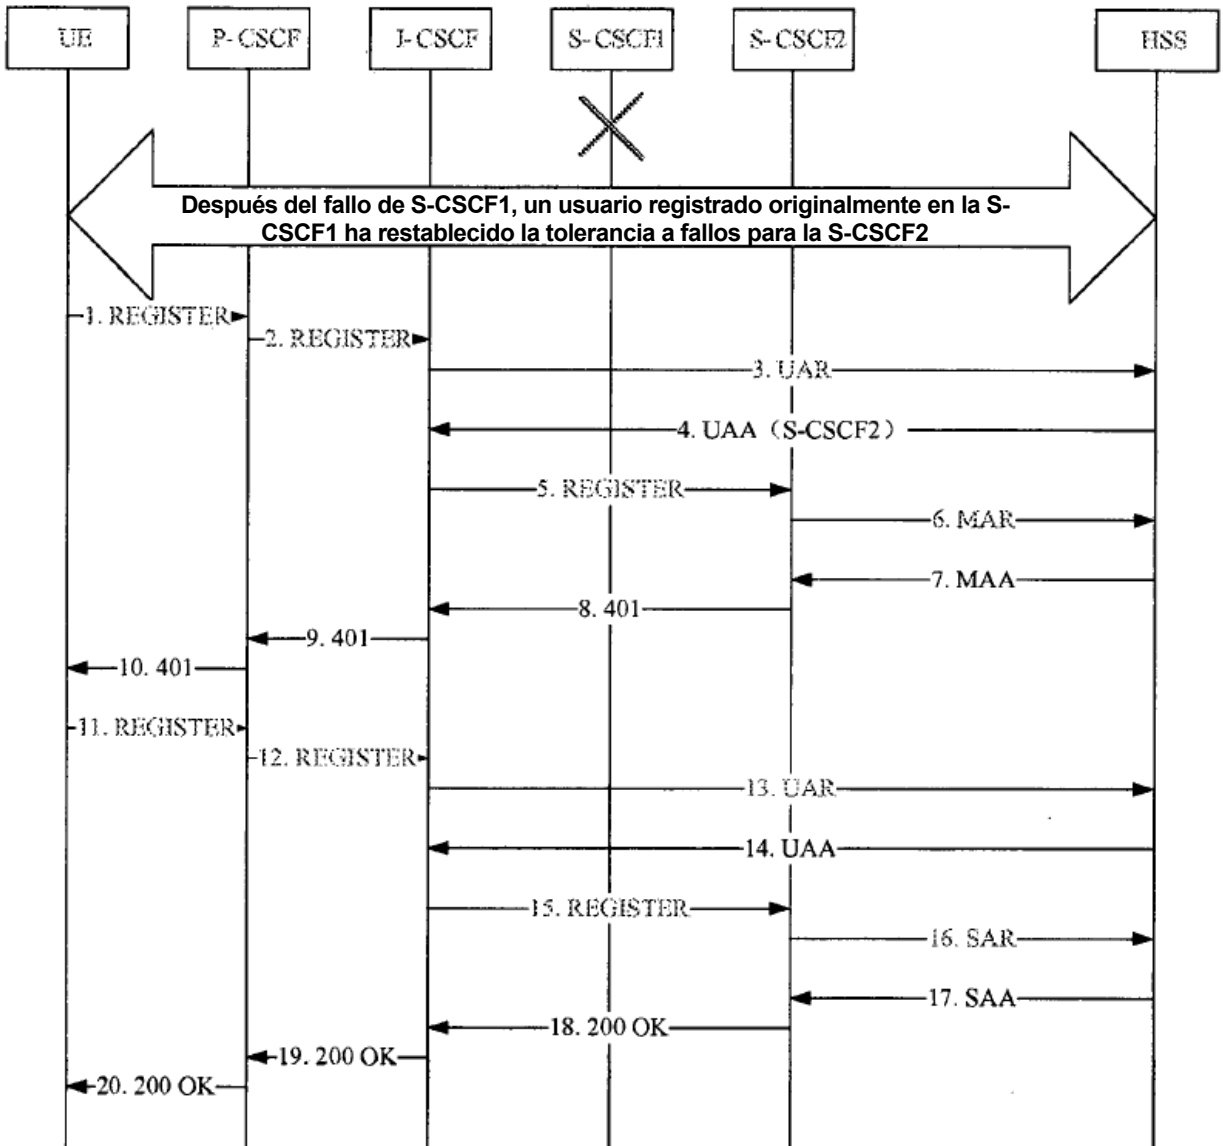 UE P-CSCF I-CSCF S-CSCF1 S-CSCF2 HSS
Después del fallo de S-CSCF1, un usuario registrado originalmente en la S-
CSCF1 ha restablecido la tolerancia a fallos para la S-CSCF2
1. REGISTER
2. REGISTER
3. UAR
4. UAA (S-CSCF2)
5. REGISTER
6. MAR
7. MAA
8. 401
9. 401
10. 401
11. REGISTER
12. REGISTER
13. UAR
14. UAA
15. REGISTER
16. SAR
17. SAA
18. 200 OK
19. 200 OK
20. 200 OK